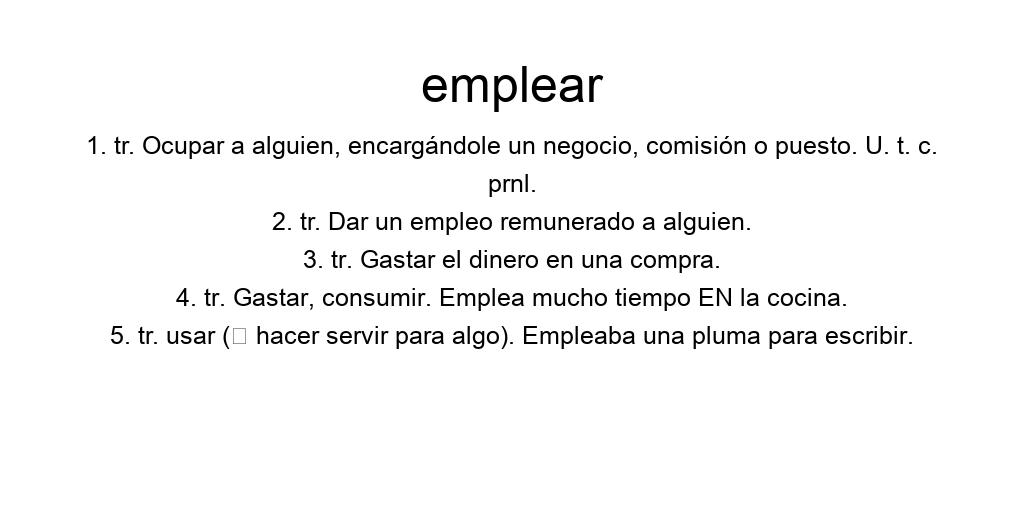 emplear
1. tr. Ocupar a alguien, encargándole un negocio, comisión o puesto. U. t. c.
prnl.
2. tr. Dar un empleo remunerado a alguien.
3. tr. Gastar el dinero en una compra.
4. tr. Gastar, consumir. Emplea mucho tiempo EN la cocina.
5. tr. usar (▯ hacer servir para algo). Empleaba una pluma para escribir.